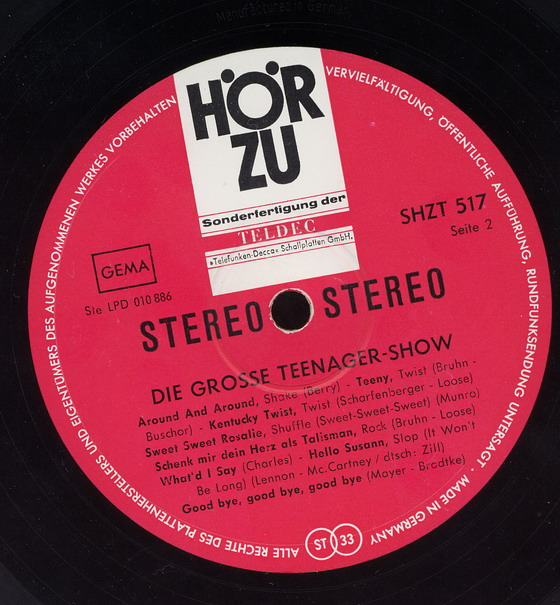 Manufactured in Germany
HÖR
ZU
Sonderfertigung der
TELDEC
»Telefunken-Decca« Schallplatten GmbH.
SHZT 517
Seite 2
GEMA
Ste LPD 010 886
STEREO STEREO
DIE GROSSE TEENAGER-SHOW
Around And Around, Shake (Berry) - Teeny, Twist (Bruhn -
Buschor) - Kentucky Twist, Twist (Scharfenberger - Loose)
Sweet Sweet Rosalie, Shuffle (Sweet-Sweet-Sweet) (Munro)
Schenk mir dein Herz als Talisman, Rock (Bruhn - Loose)
What'd I Say (Charles) - Hello Susann, Slop (It Won't
Be Long) (Lennon - Mc.Cartney / dtsch: Zill)
Good bye, good bye, good bye (Mayer - Bradtke)
ALLE RECHTE DES PLATTENHERSTELLERS UND EIGENTÜMERS DES AUFGENOMMENEN WERKES VORBEHALTEN
VERVIELFÄLTIGUNG, ÖFFENTLICHE AUFFÜHRUNG, RUNDFUNKSENDUNG UNTERSAGT · MADE IN GERMANY
ST 33